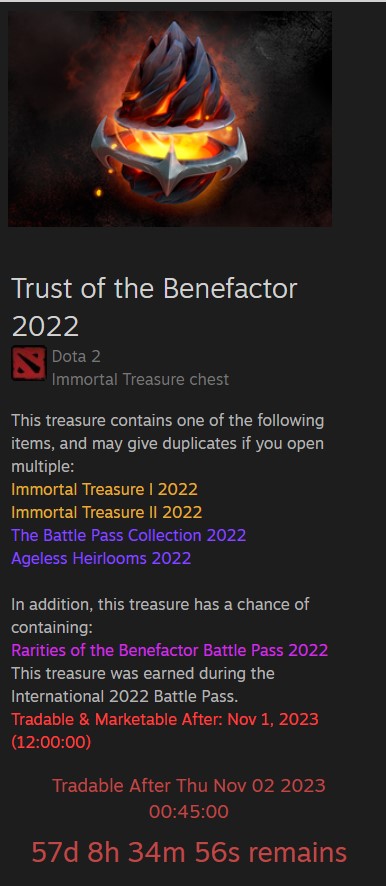 Trust of the Benefactor
2022
Dota 2
Immortal Treasure chest
This treasure contains one of the following
items, and may give duplicates if you open
multiple:
Immortal Treasure I 2022
Immortal Treasure II 2022
The Battle Pass Collection 2022
Ageless Heirlooms 2022
In addition, this treasure has a chance of
containing:
Rarities of the Benefactor Battle Pass 2022
This treasure was earned during the
International 2022 Battle Pass.
Tradable & Marketable After: Nov 1, 2023
(12:00:00)
Tradable After Thu Nov 02 2023
00:45:00
57d 8h 34m 56s remains